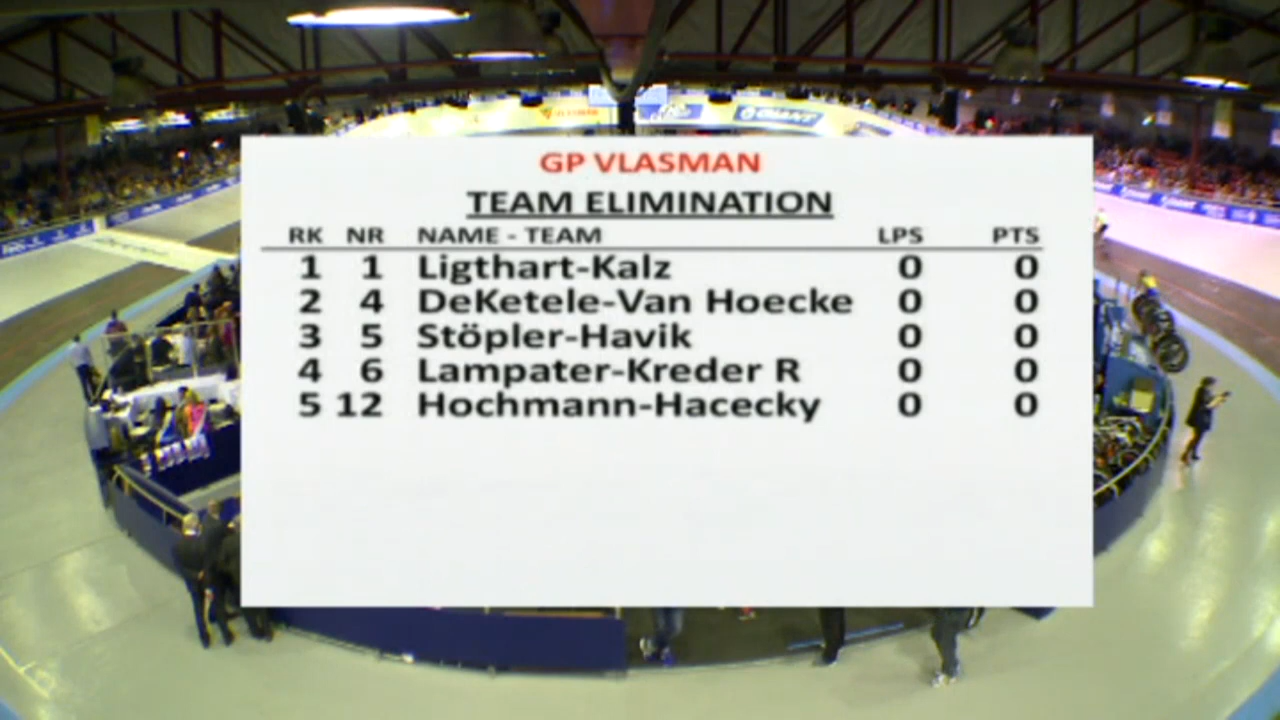 GIANT
GP VLASMAN
TEAM ELIMINATION
RK NR NAME - TEAM LPS PTS
1 1 Ligthart-Kalz 0 0
2 4 DeKetele-Van Hoecke 0 0
3 5 Stöpler-Havik 0 0
4 6 Lampater-Kreder R 0 0
5 12 Hochmann-Hacecky 0 0